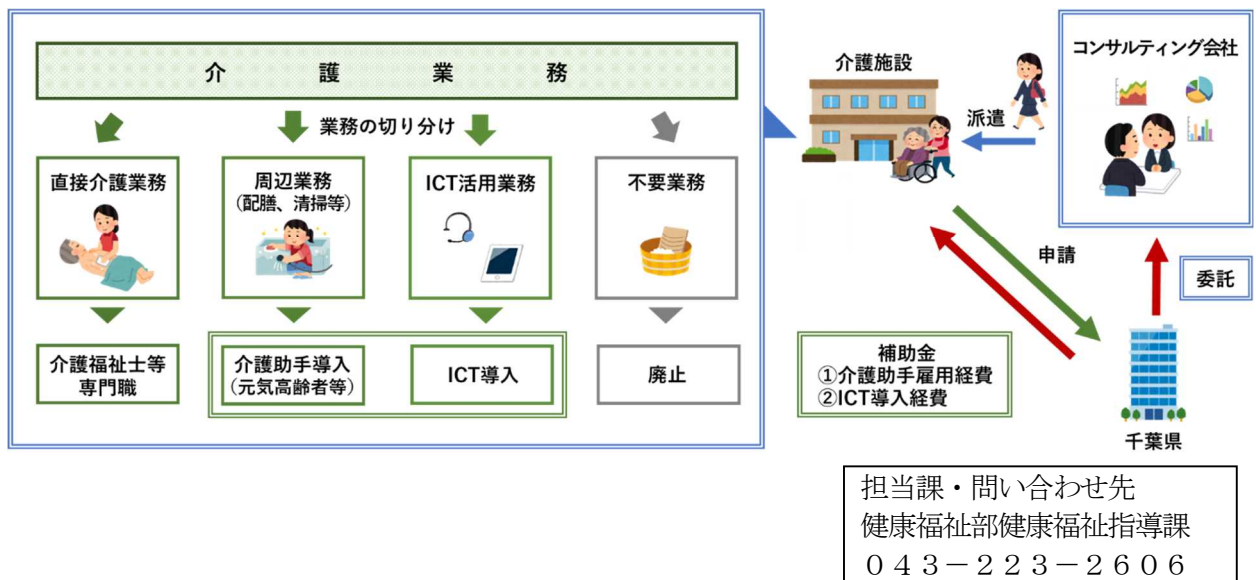 介護業務
業務の切り分け
直接介護業務
周辺業務
(配膳、清掃等)
ICT活用業務
不要業務
介護福祉士等
専門職
介護助手導入
(元気高齢者等)
ICT導入
廃止
介護施設
派遣
コンサルティング会社
申請
委託
補助金
①介護助手雇用経費
②ICT導入経費
千葉県
担当課・問い合わせ先
健康福祉部健康福祉指導課
043-223-2606